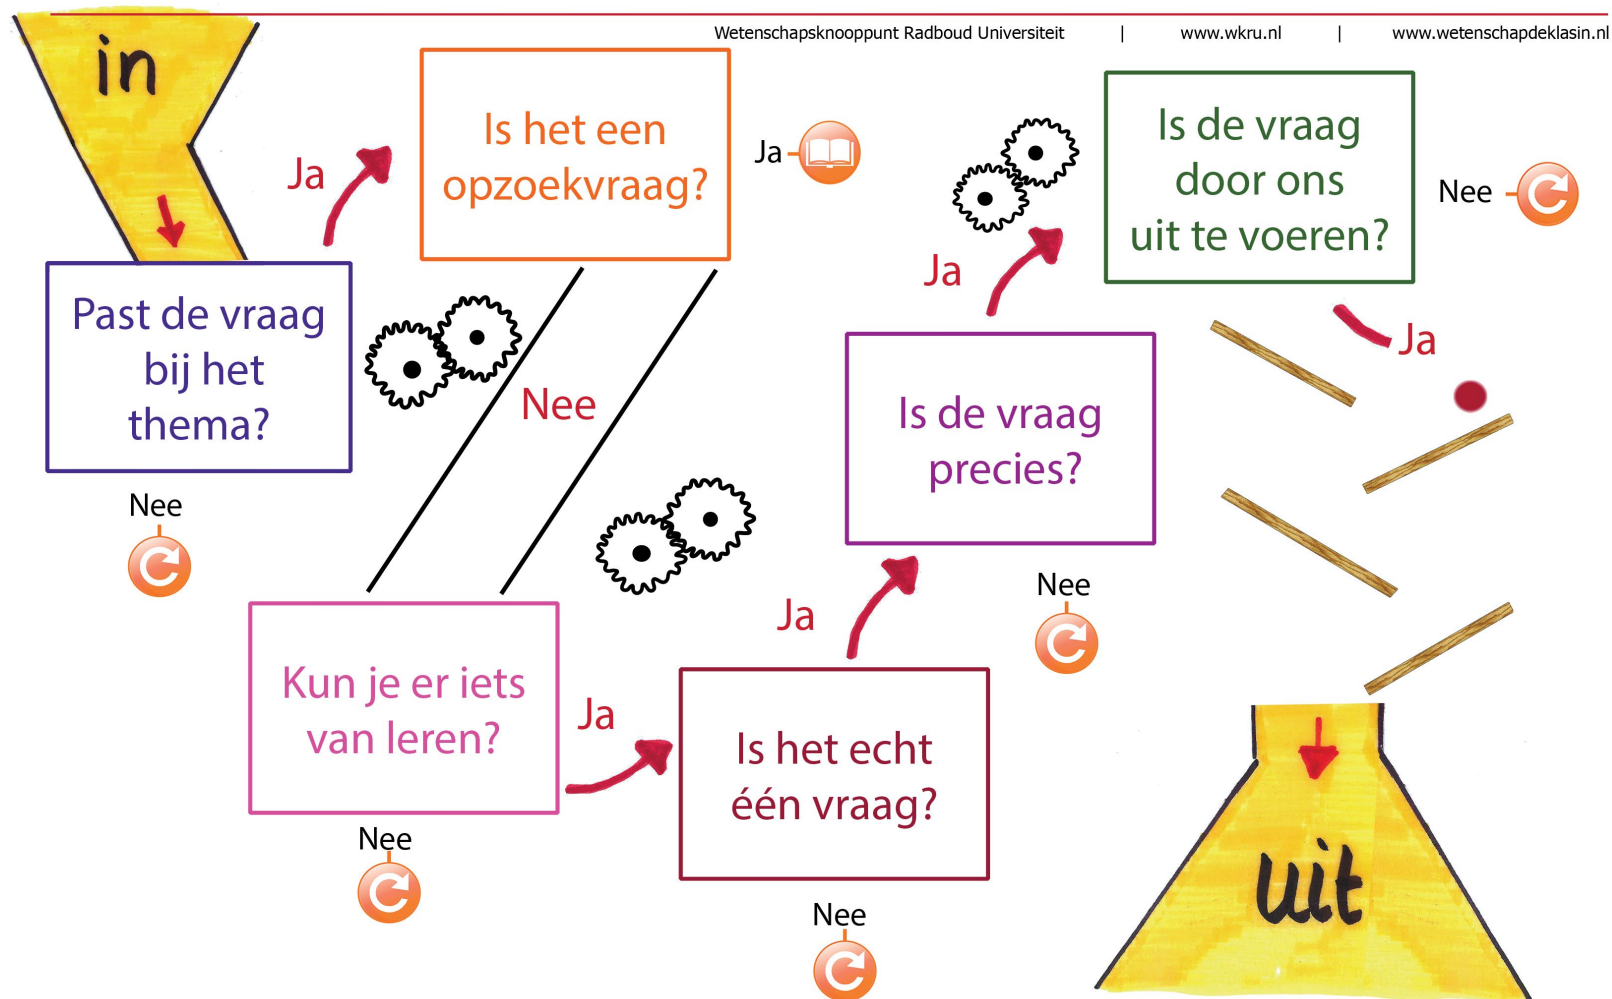 Wetenschapsknooppunt Radboud Universiteit | www.wkru.nl | www.wetenschapdeklasin.nl
in
Past de vraag
bij het
thema?
Nee
Ja
Is het een
opzoekvraag?
Ja
Nee
Kun je er iets
van leren?
Nee
Ja
Is het echt
één vraag?
Nee
Ja
Is de vraag
precies?
Nee
Ja
Is de vraag
door ons
uit te voeren?
Nee
Ja
uit